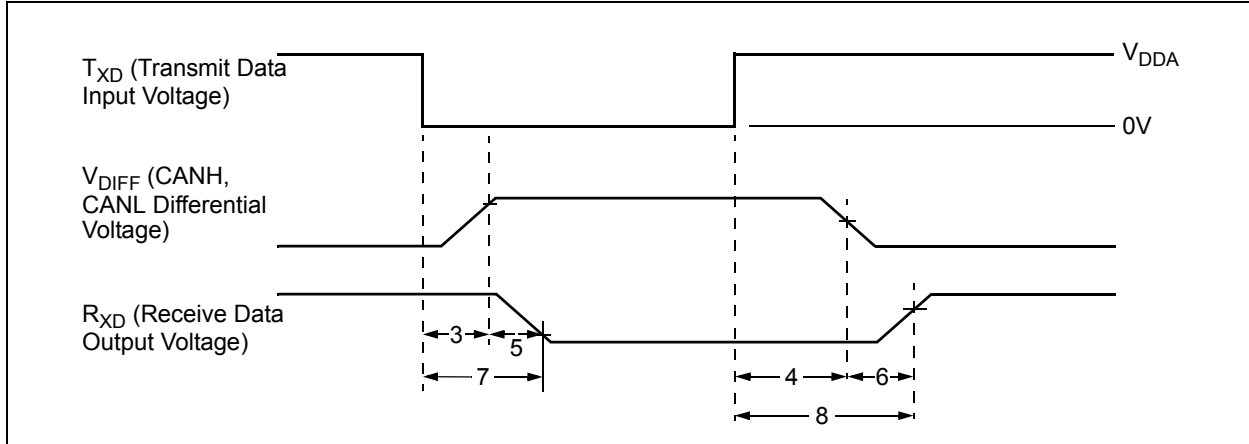 TXD (Transmit Data
Input Voltage)
VDDA
0V
VDIFF (CANH,
CANL Differential
Voltage)
RXD (Receive Data
Output Voltage)
3
5
7
4
6
8